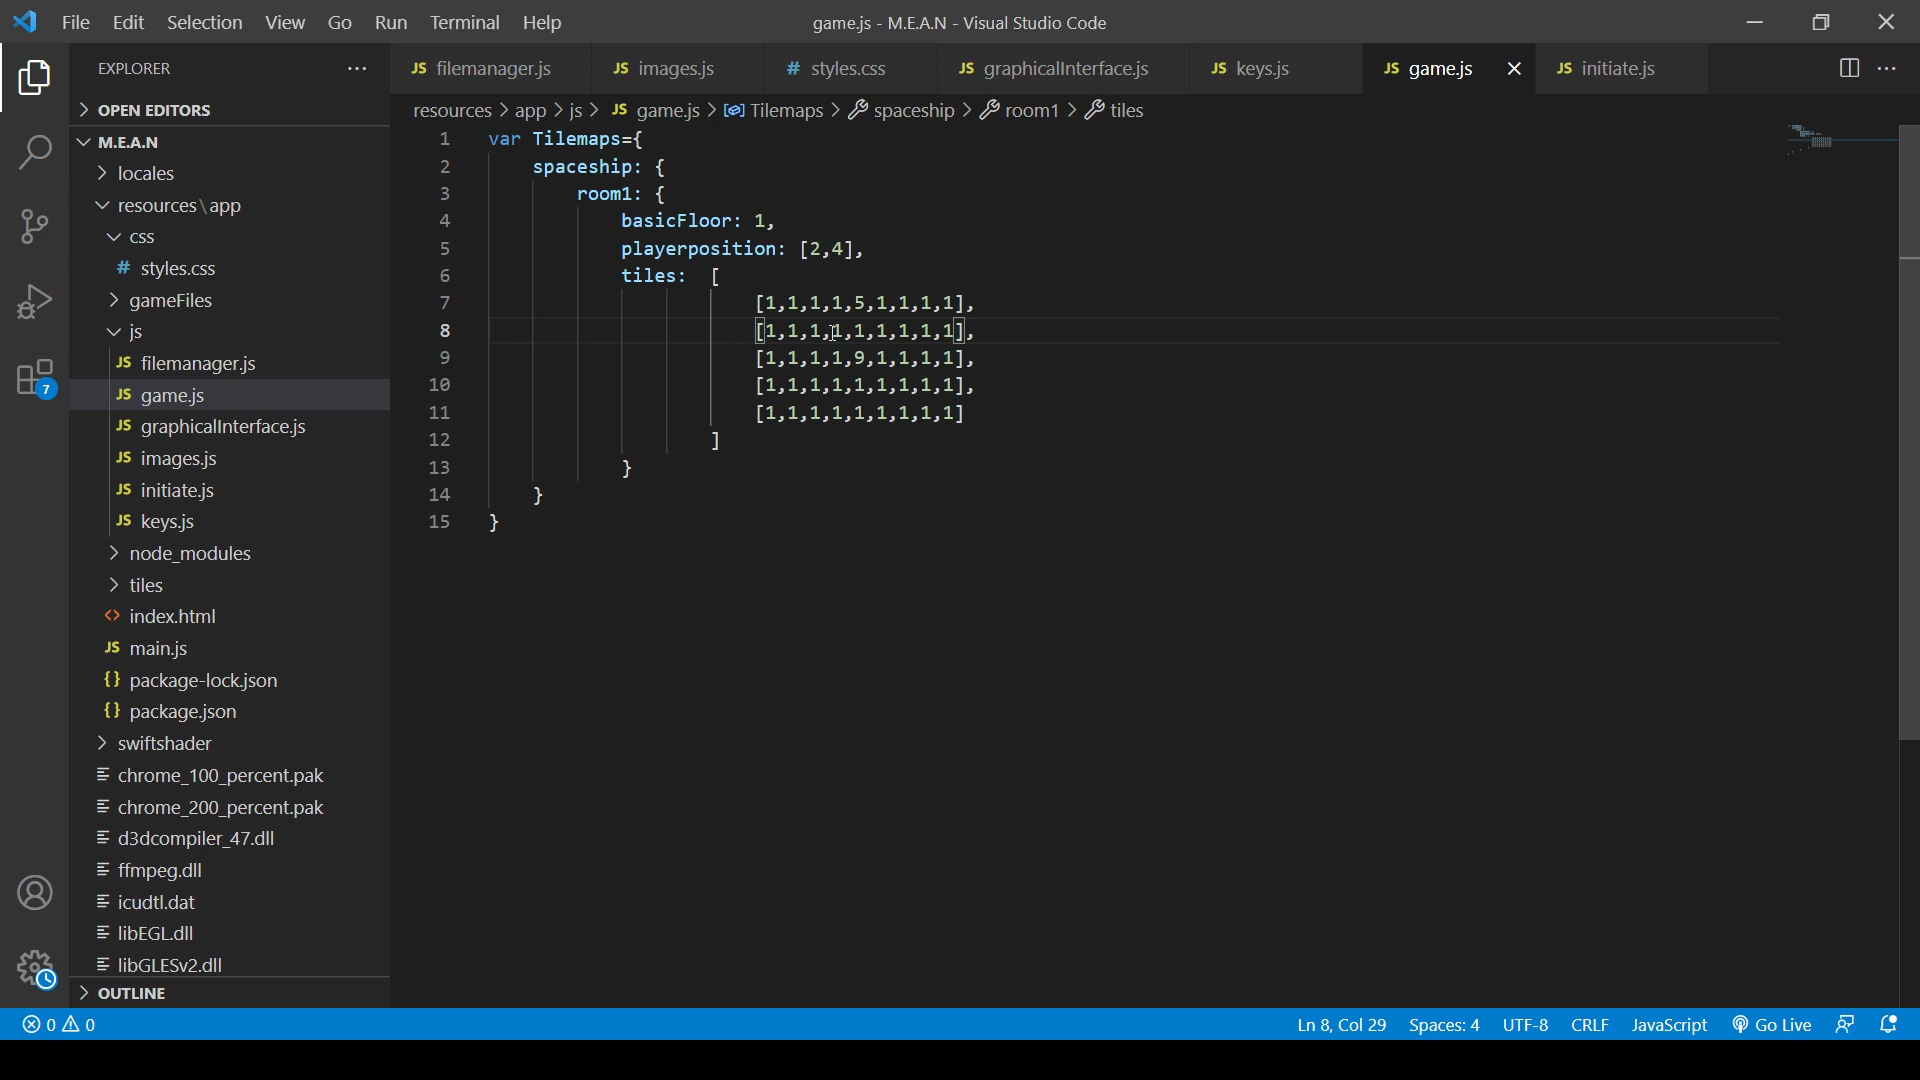 File Edit Selection View Go Run Terminal Help game.js - M.E.A.N - Visual Studio Code
EXPLORER
JS filemanager.js JS images.js # styles.css JS graphicalInterface.js JS keys.js JS game.js JS initiate.js
OPEN EDITORS
resources > app > js > JS game.js > Tilemaps > spaceship > room1 > tiles
M.E.A.N
locales
resources\app
css
# styles.css
gameFiles
js
JS filemanager.js
JS game.js
JS graphicalInterface.js
JS images.js
JS initiate.js
JS keys.js
node_modules
tiles
<> index.html
JS main.js
{} package-lock.json
{} package.json
swiftshader
chrome_100_percent.pak
chrome_200_percent.pak
d3dcompiler_47.dll
ffmpeg.dll
icudtl.dat
libEGL.dll
libGLESv2.dll
OUTLINE
7
1 var Tilemaps={
2 spaceship: {
3 room1: {
4 basicFloor: 1,
5 playerposition: [2,4],
6 tiles: [
7 [1,1,1,1,5,1,1,1,1],
8 [1,1,1,1,1,1,1,1,1],
9 [1,1,1,1,9,1,1,1,1],
10 [1,1,1,1,1,1,1,1,1],
11 [1,1,1,1,1,1,1,1,1]
12 ]
13 }
14 }
15 }
0 0 Ln 8, Col 29 Spaces: 4 UTF-8 CRLF JavaScript Go Live